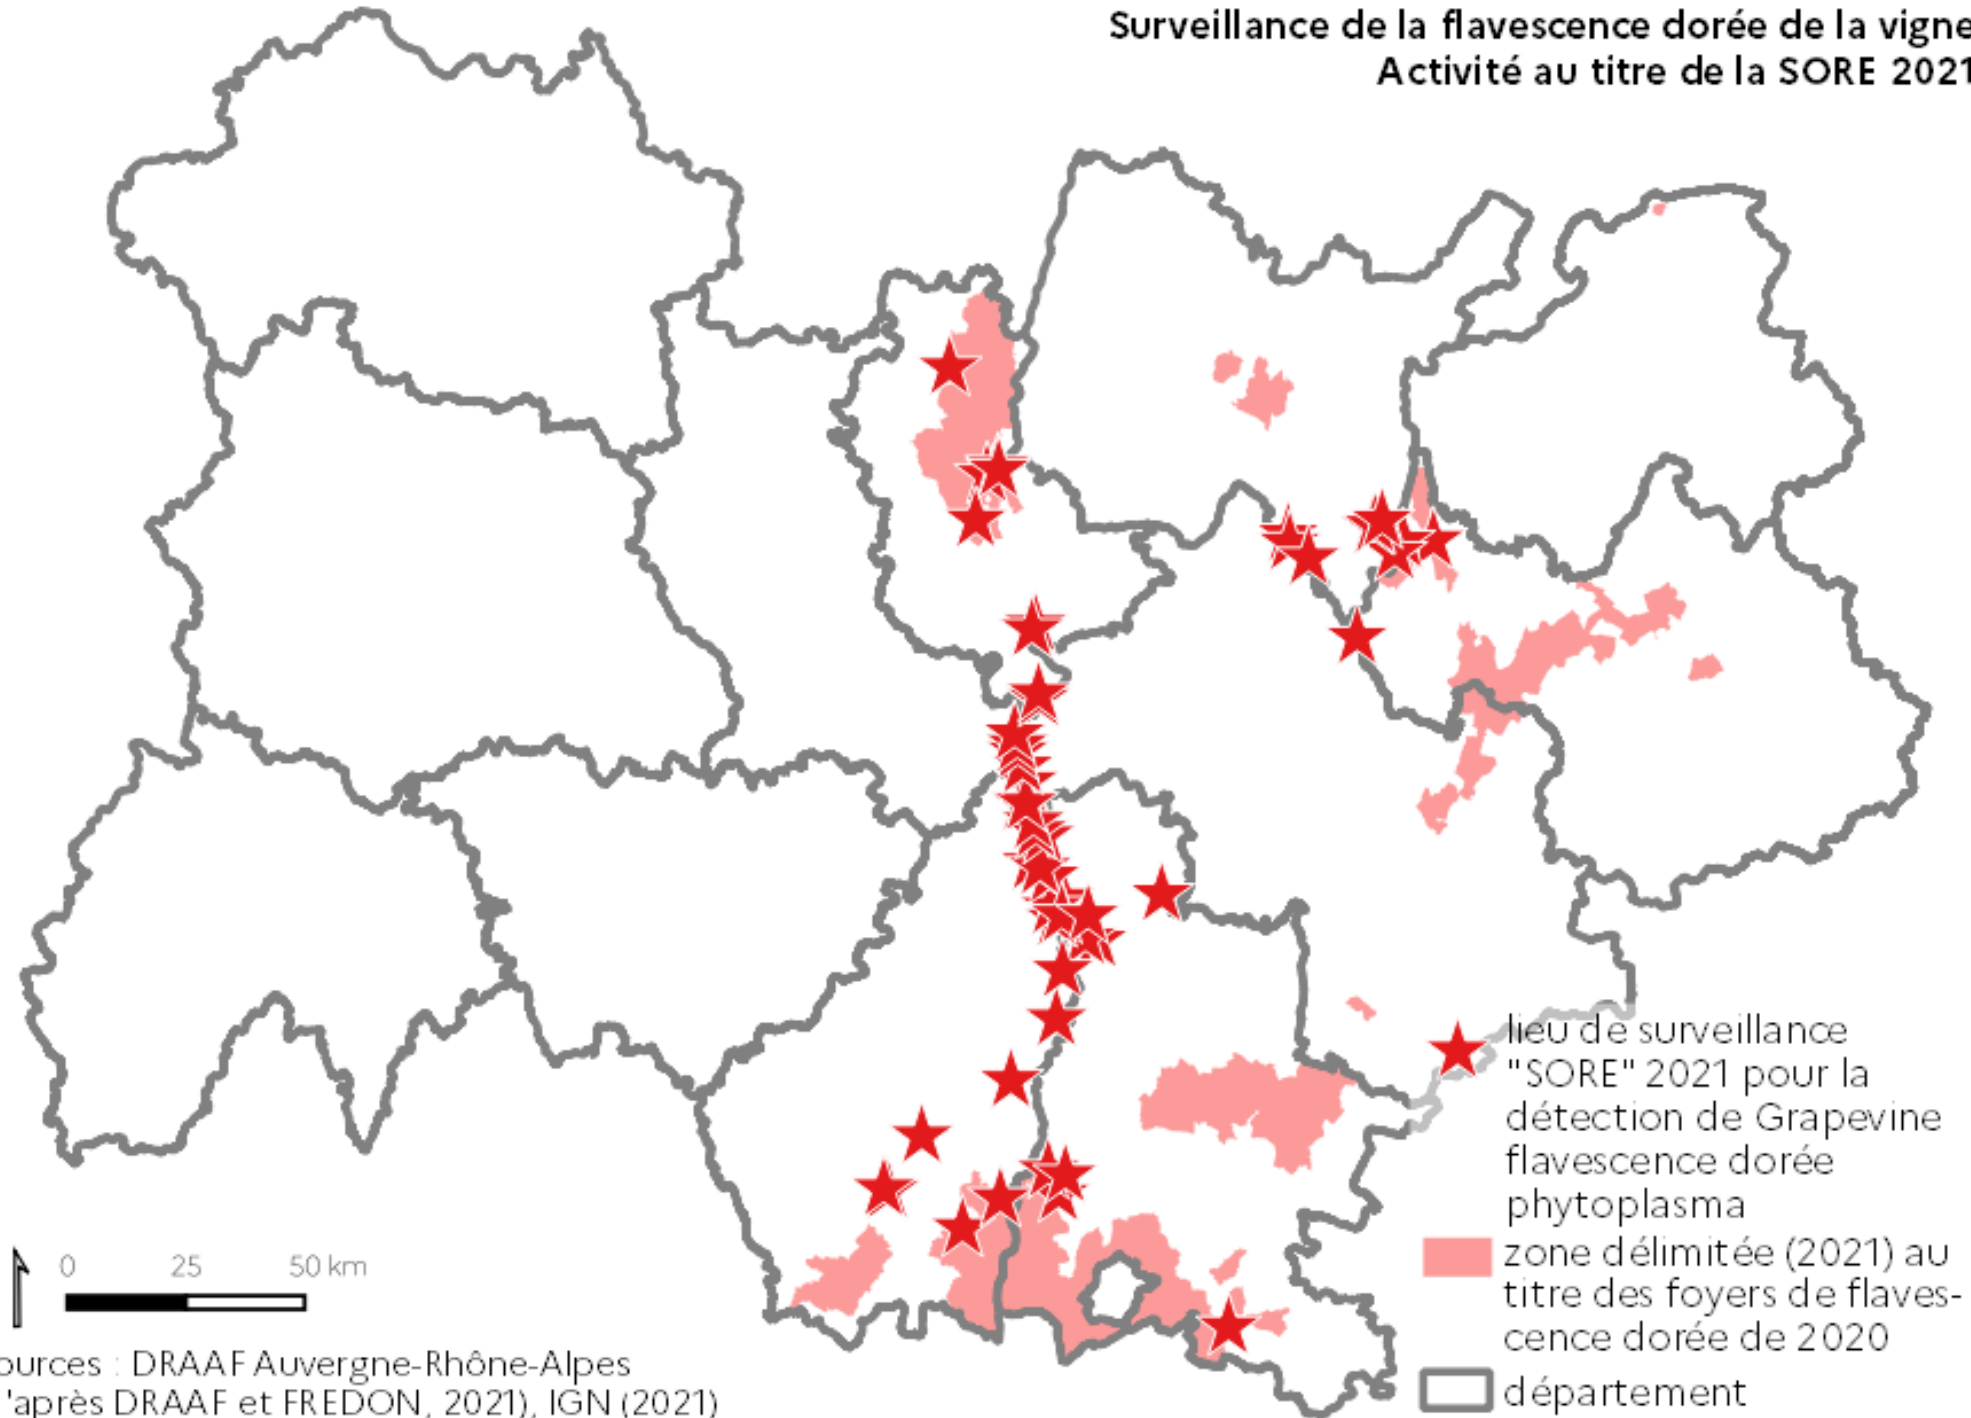 Surveillance de la flavescence dorée de la vigne
Activité au titre de la SORE 2021
lieu de surveillance
"SORE" 2021 pour la
détection de Grapevine
flavescence dorée
phytoplasma
zone délimitée (2021) au
titre des foyers de flaves-
cence dorée de 2020
département
0 25 50 km
ources : DRAAF Auvergne-Rhône-Alpes
'après DRAAF et FREDON, 2021), IGN (2021)